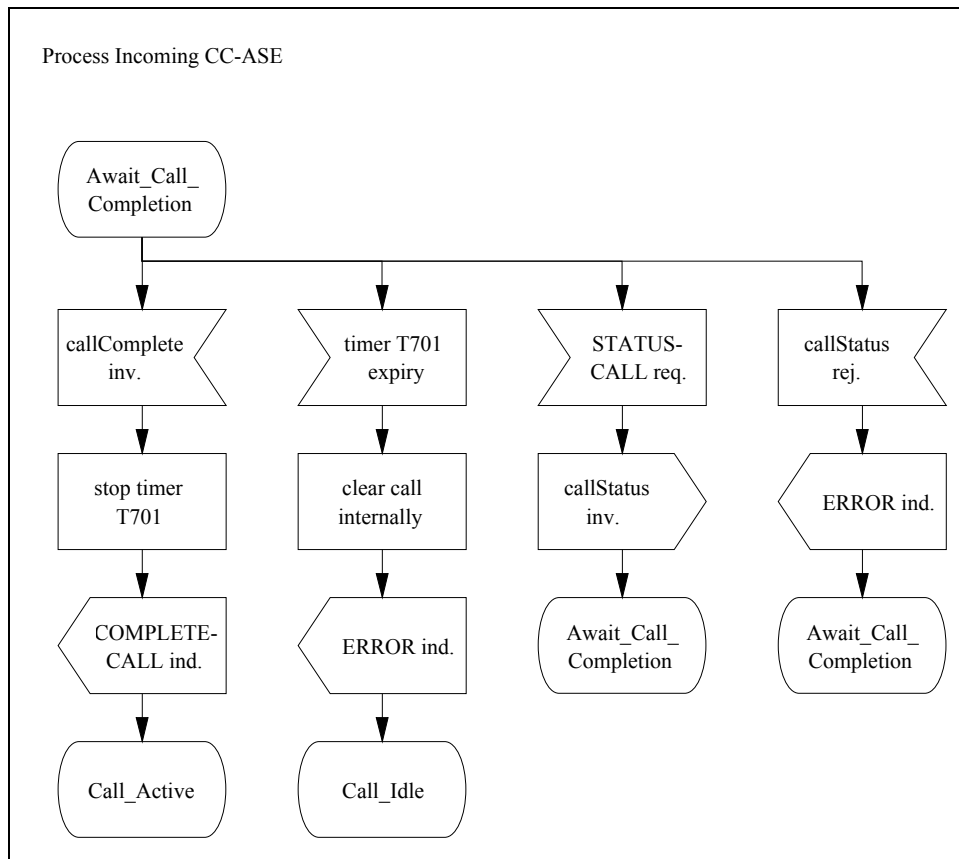 Process Incoming CC-ASE
Await_Call_
Completion
callComplete
inv.
timer T701
expiry
STATUS-
CALL req.
callStatus
rej.
stop timer
T701
clear call
internally
callStatus
inv.
ERROR ind.
COMPLETE-
CALL ind.
ERROR ind.
Await_Call_
Completion
Await_Call_
Completion
Call_Active
Call_Idle